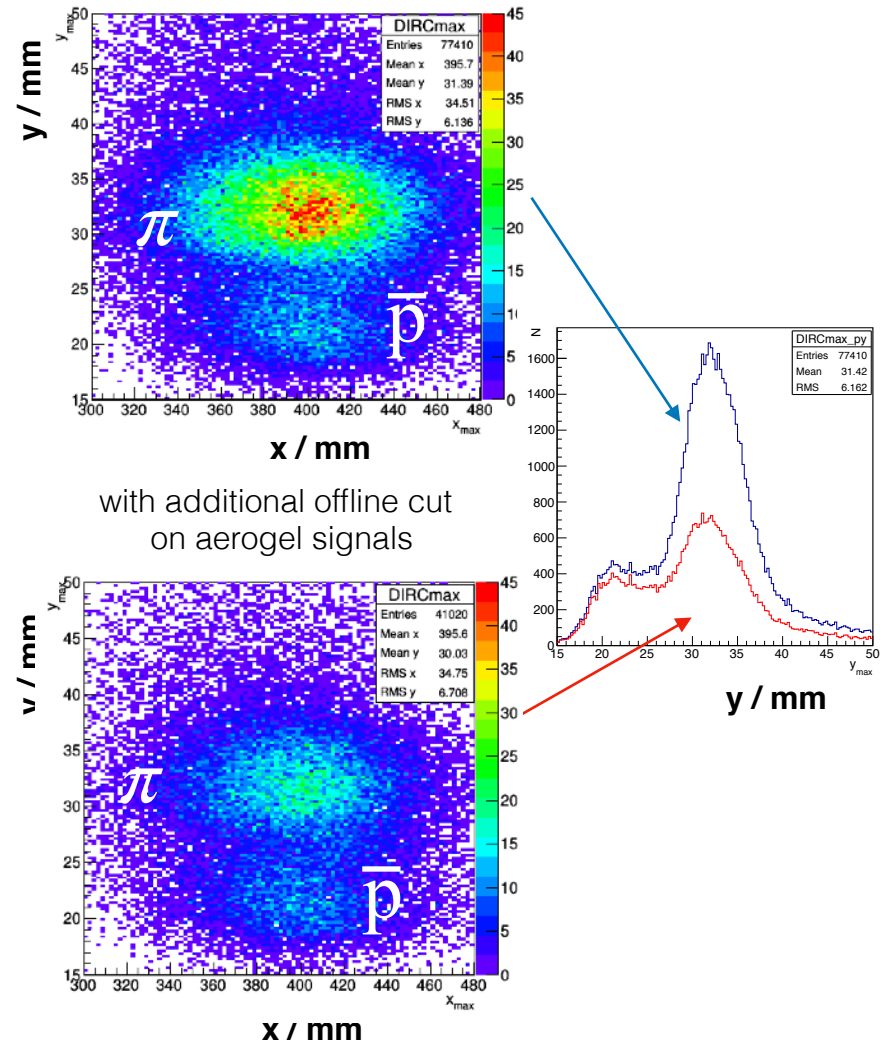 y / mm
y_max
50
45
40
35
30
25
20
15
300 320 340 360 380 400 420 440 460 480
x_max
x / mm
DIRCmax
Entries 77410
Mean x 395.7
Mean y 31.39
RMS x 34.51
RMS y 6.136
45
40
35
30
25
20
15
10
5
0
π
p̅
with additional offline cut
on aerogel signals
N
1600
1400
1200
1000
800
600
400
200
0
15 20 25 30 35 40 45 50
y_max
y / mm
DIRCmax_py
Entries 77410
Mean 31.42
RMS 6.162
y / mm
y_max
50
45
40
35
30
25
20
15
300 320 340 360 380 400 420 440 460 480
x_max
x / mm
DIRCmax
Entries 41020
Mean x 395.6
Mean y 30.03
RMS x 34.75
RMS y 6.708
45
40
35
30
25
20
15
10
5
0
π
p̅